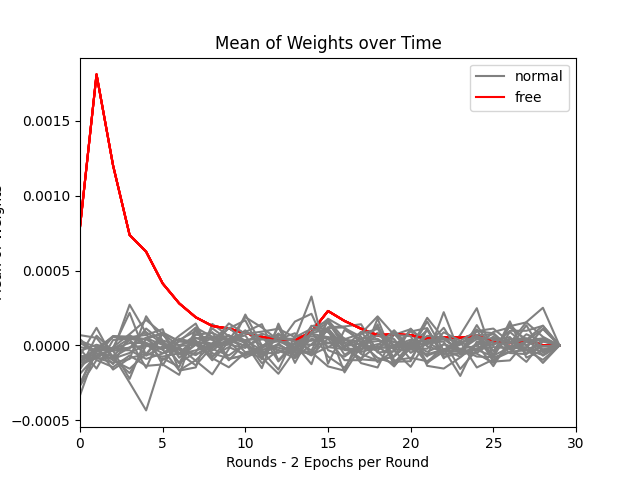 Mean of Weights over Time
normal
free
0.0015
0.0010
0.0005
0.0000
−0.0005
0 5 10 15 20 25 30
Rounds - 2 Epochs per Round